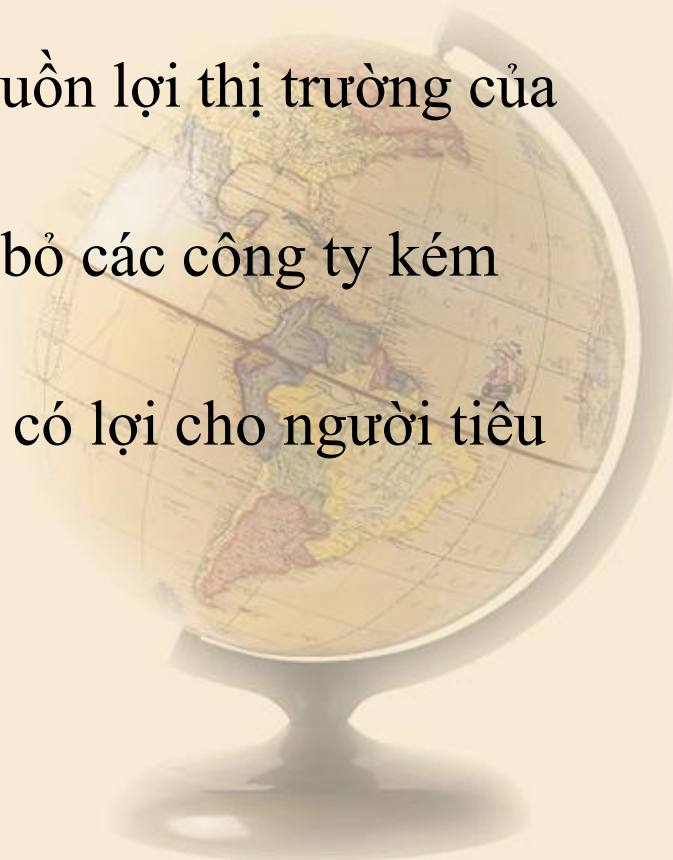 uồn lợi thị trường của
bỏ các công ty kém
có lợi cho người tiêu